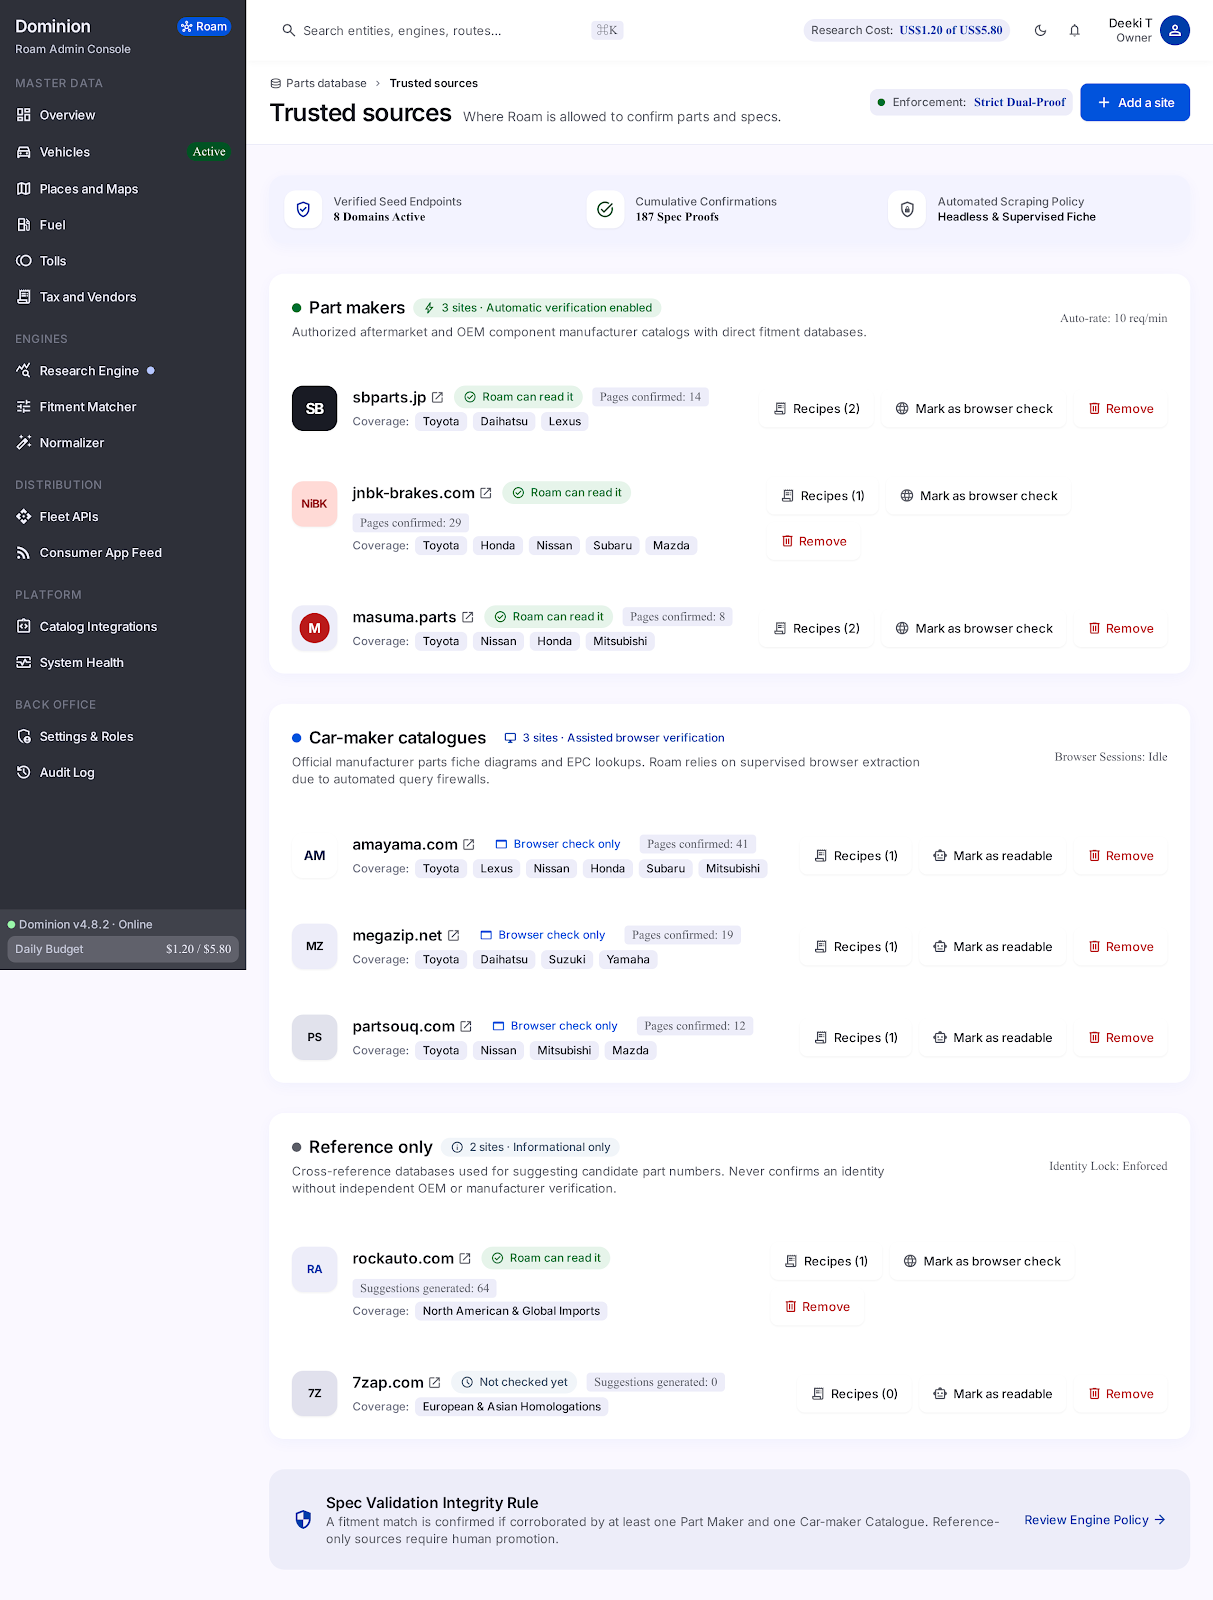 Dominion
Roam
Roam Admin Console
MASTER DATA
Overview
Vehicles
Active
Places and Maps
Fuel
Tolls
Tax and Vendors
ENGINES
Research Engine
Fitment Matcher
Normalizer
DISTRIBUTION
Fleet APIs
Consumer App Feed
PLATFORM
Catalog Integrations
System Health
BACK OFFICE
Settings & Roles
Audit Log
Dominion v4.8.2 · Online
Daily Budget $1.20 / $5.80
Search entities, engines, routes...
⌘K
Research Cost: US$1.20 of US$5.80
Deeki T
Owner
Parts database › Trusted sources
Trusted sources Where Roam is allowed to confirm parts and specs.
Enforcement: Strict Dual-Proof
Add a site
Verified Seed Endpoints
8 Domains Active
Cumulative Confirmations
187 Spec Proofs
Automated Scraping Policy
Headless & Supervised Fiche
Part makers
3 sites · Automatic verification enabled
Authorized aftermarket and OEM component manufacturer catalogs with direct fitment databases.
Auto-rate: 10 req/min
SB
sbparts.jp Roam can read it Pages confirmed: 14
Coverage: Toyota Daihatsu Lexus
Recipes (2) Mark as browser check Remove
NiBK
jnbk-brakes.com Roam can read it
Pages confirmed: 29
Coverage: Toyota Honda Nissan Subaru Mazda
Recipes (1) Mark as browser check
Remove
M
masuma.parts Roam can read it Pages confirmed: 8
Coverage: Toyota Nissan Honda Mitsubishi
Recipes (2) Mark as browser check Remove
Car-maker catalogues
3 sites · Assisted browser verification
Official manufacturer parts fiche diagrams and EPC lookups. Roam relies on supervised browser extraction
due to automated query firewalls.
Browser Sessions: Idle
AM
amayama.com Browser check only Pages confirmed: 41
Coverage: Toyota Lexus Nissan Honda Subaru Mitsubishi
Recipes (1) Mark as readable Remove
MZ
megazip.net Browser check only Pages confirmed: 19
Coverage: Toyota Daihatsu Suzuki Yamaha
Recipes (1) Mark as readable Remove
PS
partsouq.com Browser check only Pages confirmed: 12
Coverage: Toyota Nissan Mitsubishi Mazda
Recipes (1) Mark as readable Remove
Reference only
2 sites · Informational only
Cross-reference databases used for suggesting candidate part numbers. Never confirms an identity
without independent OEM or manufacturer verification.
Identity Lock: Enforced
RA
rockauto.com Roam can read it
Suggestions generated: 64
Coverage: North American & Global Imports
Recipes (1) Mark as browser check
Remove
7Z
7zap.com Not checked yet Suggestions generated: 0
Coverage: European & Asian Homologations
Recipes (0) Mark as readable Remove
Spec Validation Integrity Rule
A fitment match is confirmed if corroborated by at least one Part Maker and one Car-maker Catalogue. Reference-
only sources require human promotion.
Review Engine Policy →